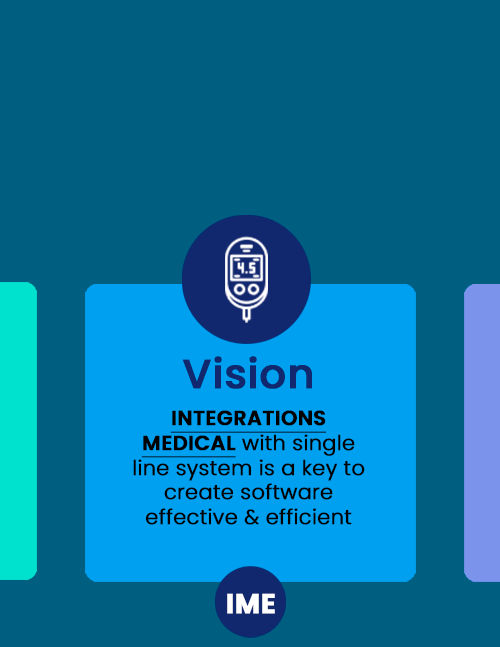 4.5
Vision
INTEGRATIONS
MEDICAL with single
line system is a key to
create software
effective & efficient
IME